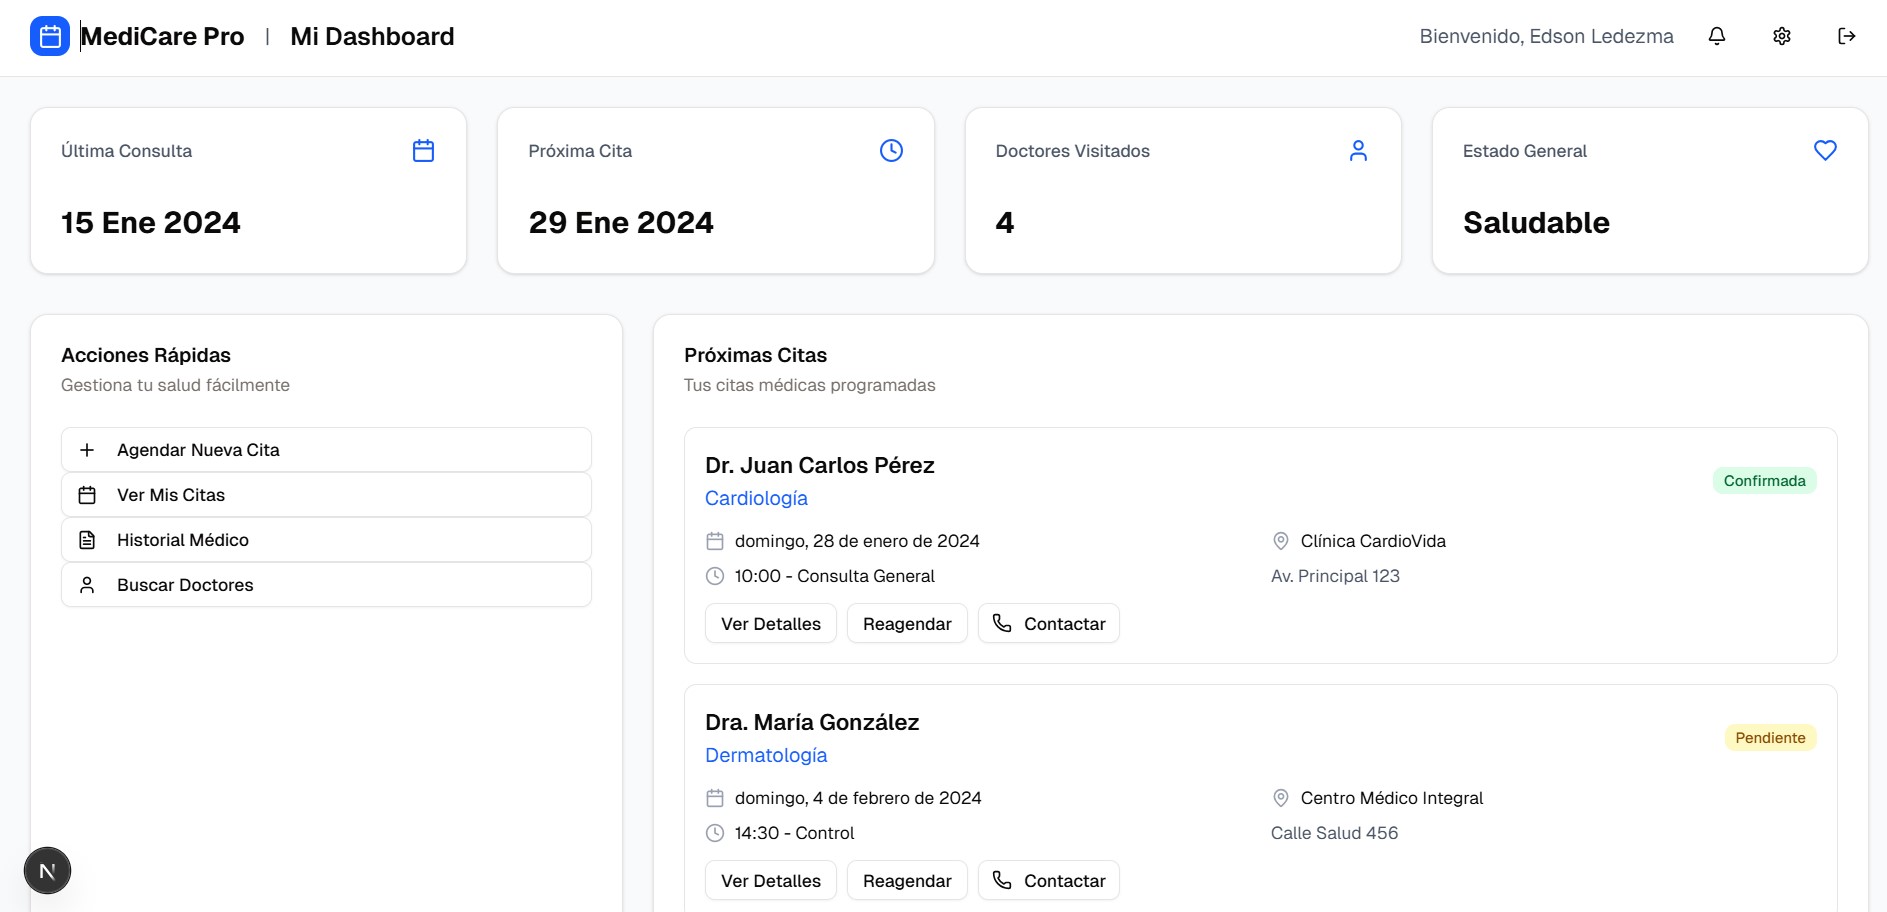 MediCare Pro | Mi Dashboard
Bienvenido, Edson Ledezma
Última Consulta
15 Ene 2024
Próxima Cita
29 Ene 2024
Doctores Visitados
4
Estado General
Saludable
Acciones Rápidas
Gestiona tu salud fácilmente
Agendar Nueva Cita
Ver Mis Citas
Historial Médico
Buscar Doctores
Próximas Citas
Tus citas médicas programadas
Dr. Juan Carlos Pérez
Confirmada
Cardiología
domingo, 28 de enero de 2024
Clínica CardioVida
10:00 - Consulta General
Av. Principal 123
Ver Detalles
Reagendar
Contactar
Dra. María González
Pendiente
Dermatología
domingo, 4 de febrero de 2024
Centro Médico Integral
14:30 - Control
Calle Salud 456
Ver Detalles
Reagendar
Contactar
N